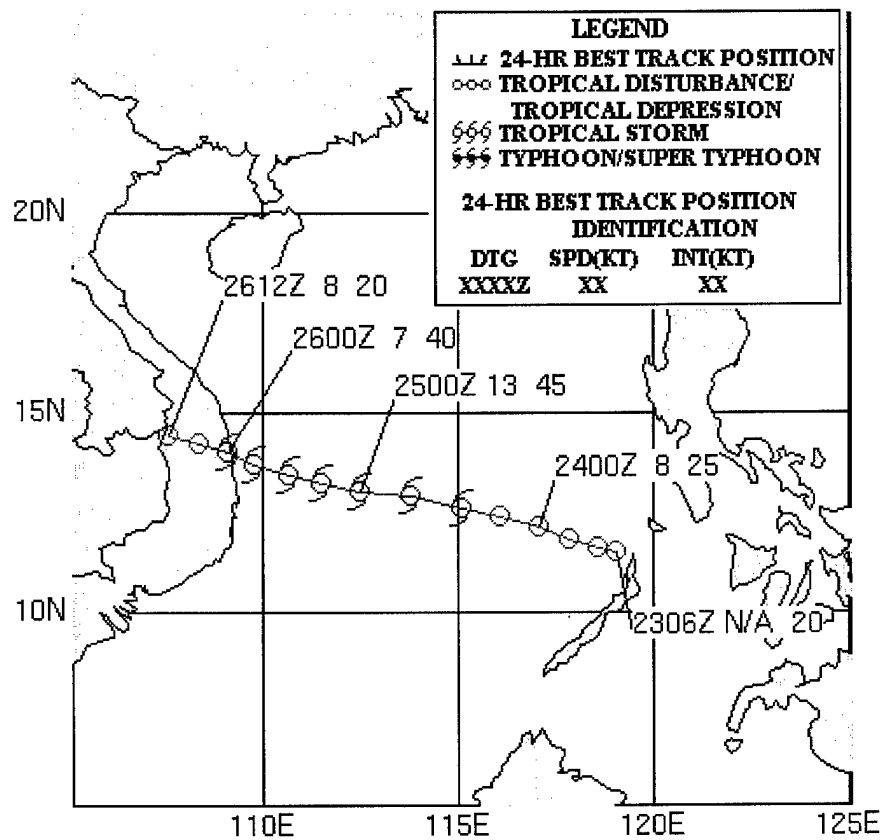 LEGEND
24-HR BEST TRACK POSITION
TROPICAL DISTURBANCE/
TROPICAL DEPRESSION
TROPICAL STORM
TYPHOON/SUPER TYPHOON
24-HR BEST TRACK POSITION
IDENTIFICATION
DTG SPD(KT) INT(KT)
XXXXZ XX XX
20N
2612Z 8 20
2600Z 7 40
2500Z 13 45
15N
2400Z 8 25
10N
2306Z N/A 20
110E 115E 120E 125E